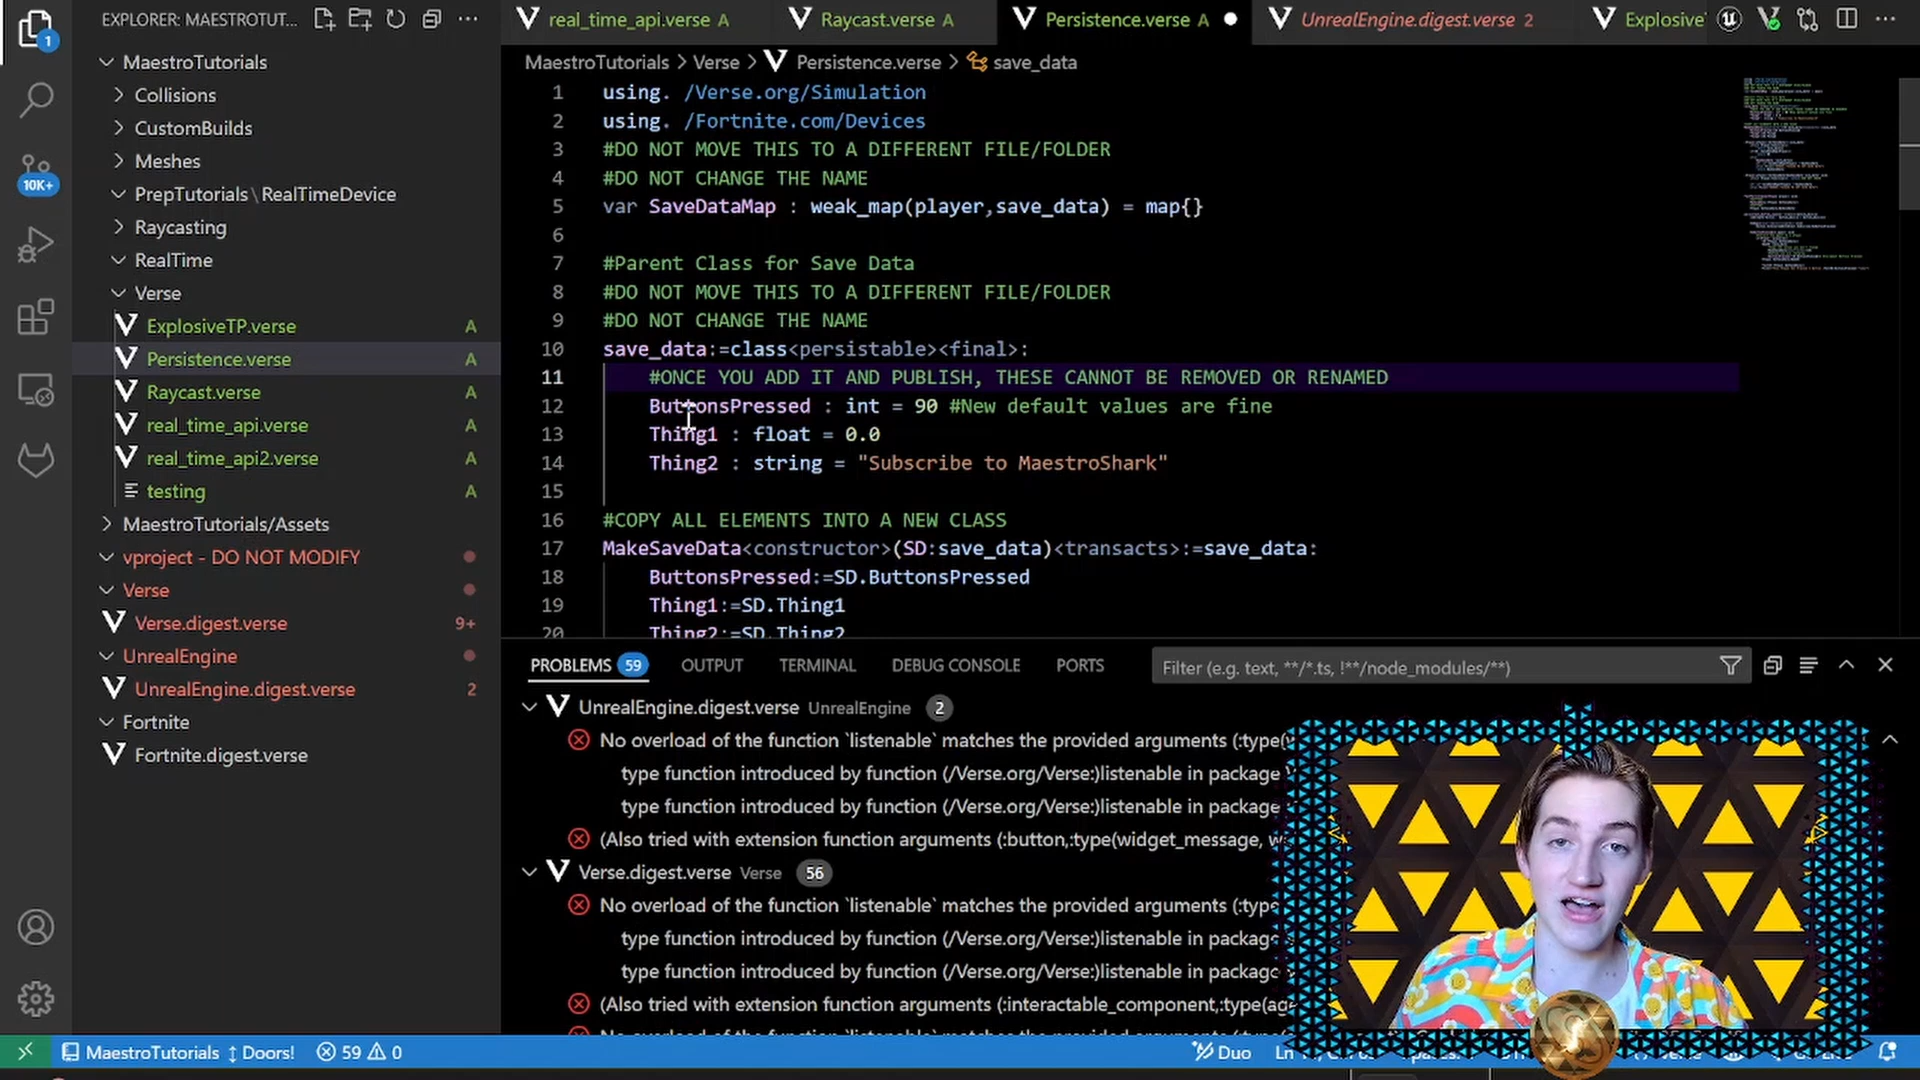 EXPLORER: MAESTROTUT...
real_time_api.verse A
Raycast.verse A
Persistence.verse A
UnrealEngine.digest.verse 2
Explosive
1
MaestroTutorials
Collisions
CustomBuilds
Meshes
PrepTutorials\RealTimeDevice
10K+
Raycasting
RealTime
Verse
ExplosiveTP.verse A
Persistence.verse A
Raycast.verse A
real_time_api.verse A
real_time_api2.verse A
testing A
MaestroTutorials/Assets
vproject - DO NOT MODIFY
Verse
Verse.digest.verse 9+
UnrealEngine
UnrealEngine.digest.verse 2
Fortnite
Fortnite.digest.verse
MaestroTutorials > Verse > Persistence.verse > save_data
1 using. /Verse.org/Simulation
2 using. /Fortnite.com/Devices
3 #DO NOT MOVE THIS TO A DIFFERENT FILE/FOLDER
4 #DO NOT CHANGE THE NAME
5 var SaveDataMap : weak_map(player,save_data) = map{}
6
7 #Parent Class for Save Data
8 #DO NOT MOVE THIS TO A DIFFERENT FILE/FOLDER
9 #DO NOT CHANGE THE NAME
10 save_data:=class<persistable><final>:
11 #ONCE YOU ADD IT AND PUBLISH, THESE CANNOT BE REMOVED OR RENAMED
12 ButtonsPressed : int = 90 #New default values are fine
13 Thing1 : float = 0.0
14 Thing2 : string = "Subscribe to MaestroShark"
15
16 #COPY ALL ELEMENTS INTO A NEW CLASS
17 MakeSaveData<constructor>(SD:save_data)<transacts>:=save_data:
18 ButtonsPressed:=SD.ButtonsPressed
19 Thing1:=SD.Thing1
20 Thing2:=SD.Thing2
PROBLEMS 59 OUTPUT TERMINAL DEBUG CONSOLE PORTS
Filter (e.g. text, **/*.ts, !**/node_modules/**)
UnrealEngine.digest.verse UnrealEngine 2
No overload of the function `listenable` matches the provided arguments (:type(
type function introduced by function (/Verse.org/Verse:)listenable in package
type function introduced by function (/Verse.org/Verse:)listenable in package
(Also tried with extension function arguments (:button,:type(widget_message,
Verse.digest.verse Verse 56
No overload of the function `listenable` matches the provided arguments (:type
type function introduced by function (/Verse.org/Verse:)listenable in package
type function introduced by function (/Verse.org/Verse:)listenable in package
(Also tried with extension function arguments (:interactable_component,:type(age
MaestroTutorials Doors! 59 0
Duo